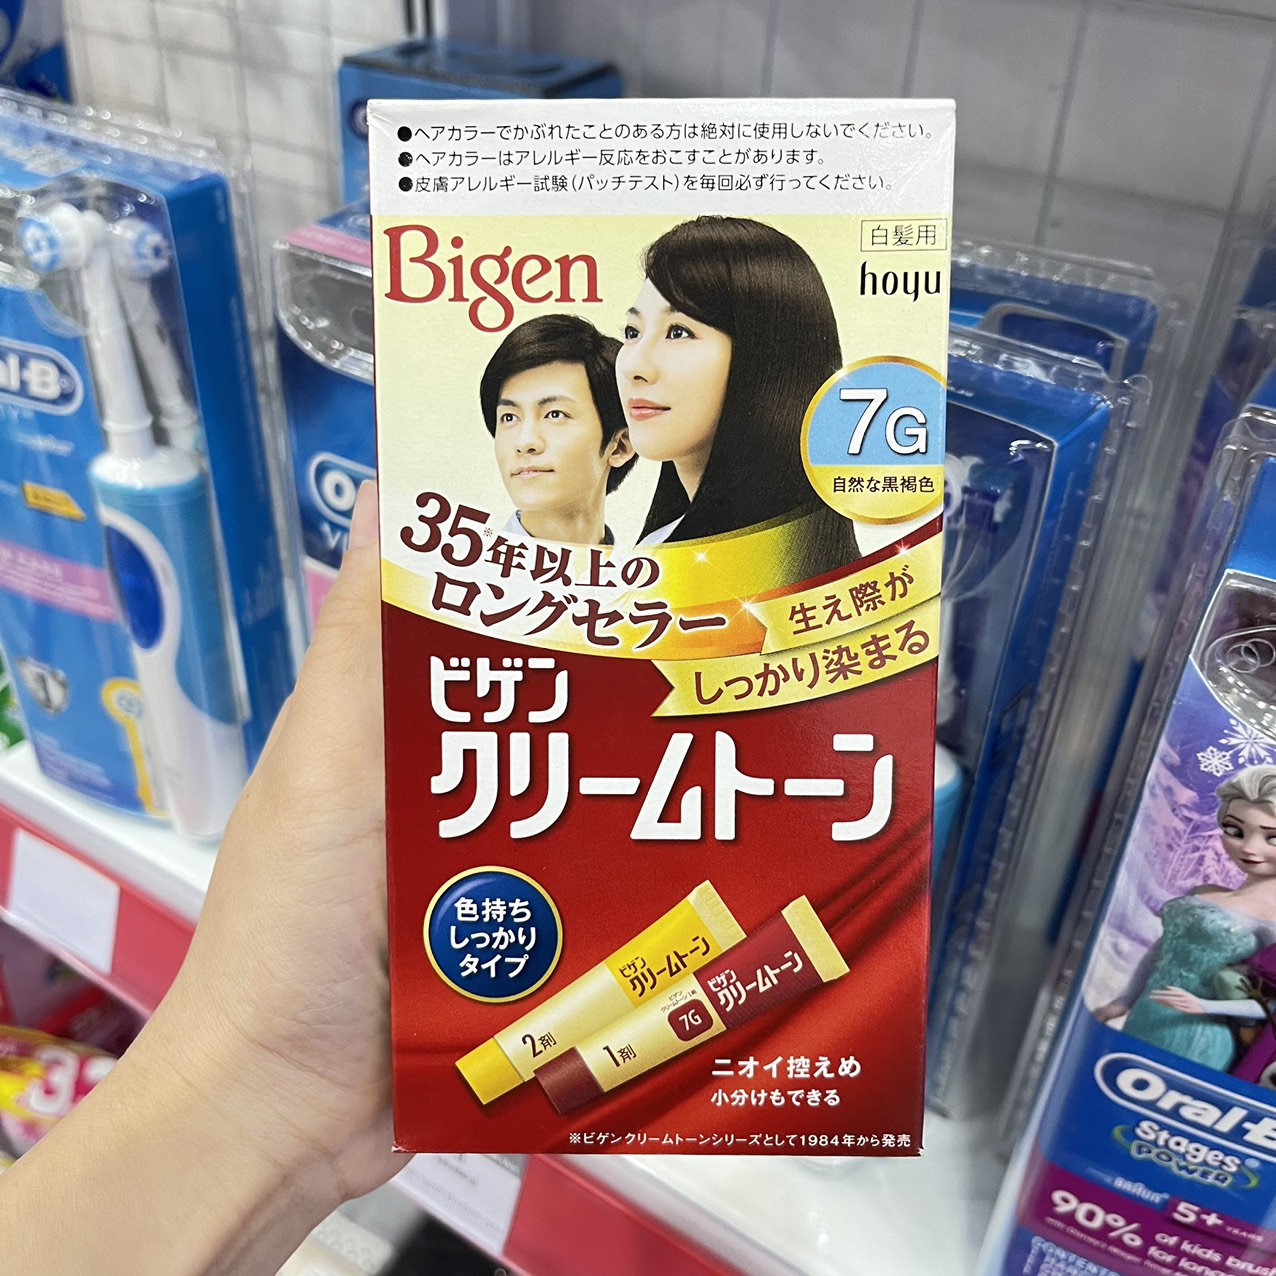 ●ヘアカラーでかぶれたことのある方は絶対に使用しないでください。
●ヘアカラーはアレルギー反応をおこすことがあります。
●皮膚アレルギー試験(パッチテスト)を毎回必ず行ってください。
Bigen
白髪用
hoyu
7G
自然な黒褐色
35※年以上の
ロングセラー
生え際が
しっかり染まる
ビゲン
クリームトーン
色持ち
しっかり
タイプ
ビゲン
クリームトーン
2剤
ビゲン
クリームトーン
7G
1剤
ニオイ控えめ
小分けもできる
※ビゲンクリームトーンシリーズとして1984年から発売
Oral-B
Stages
POWER
BRAUN
5+
90%
of kids brush
for long